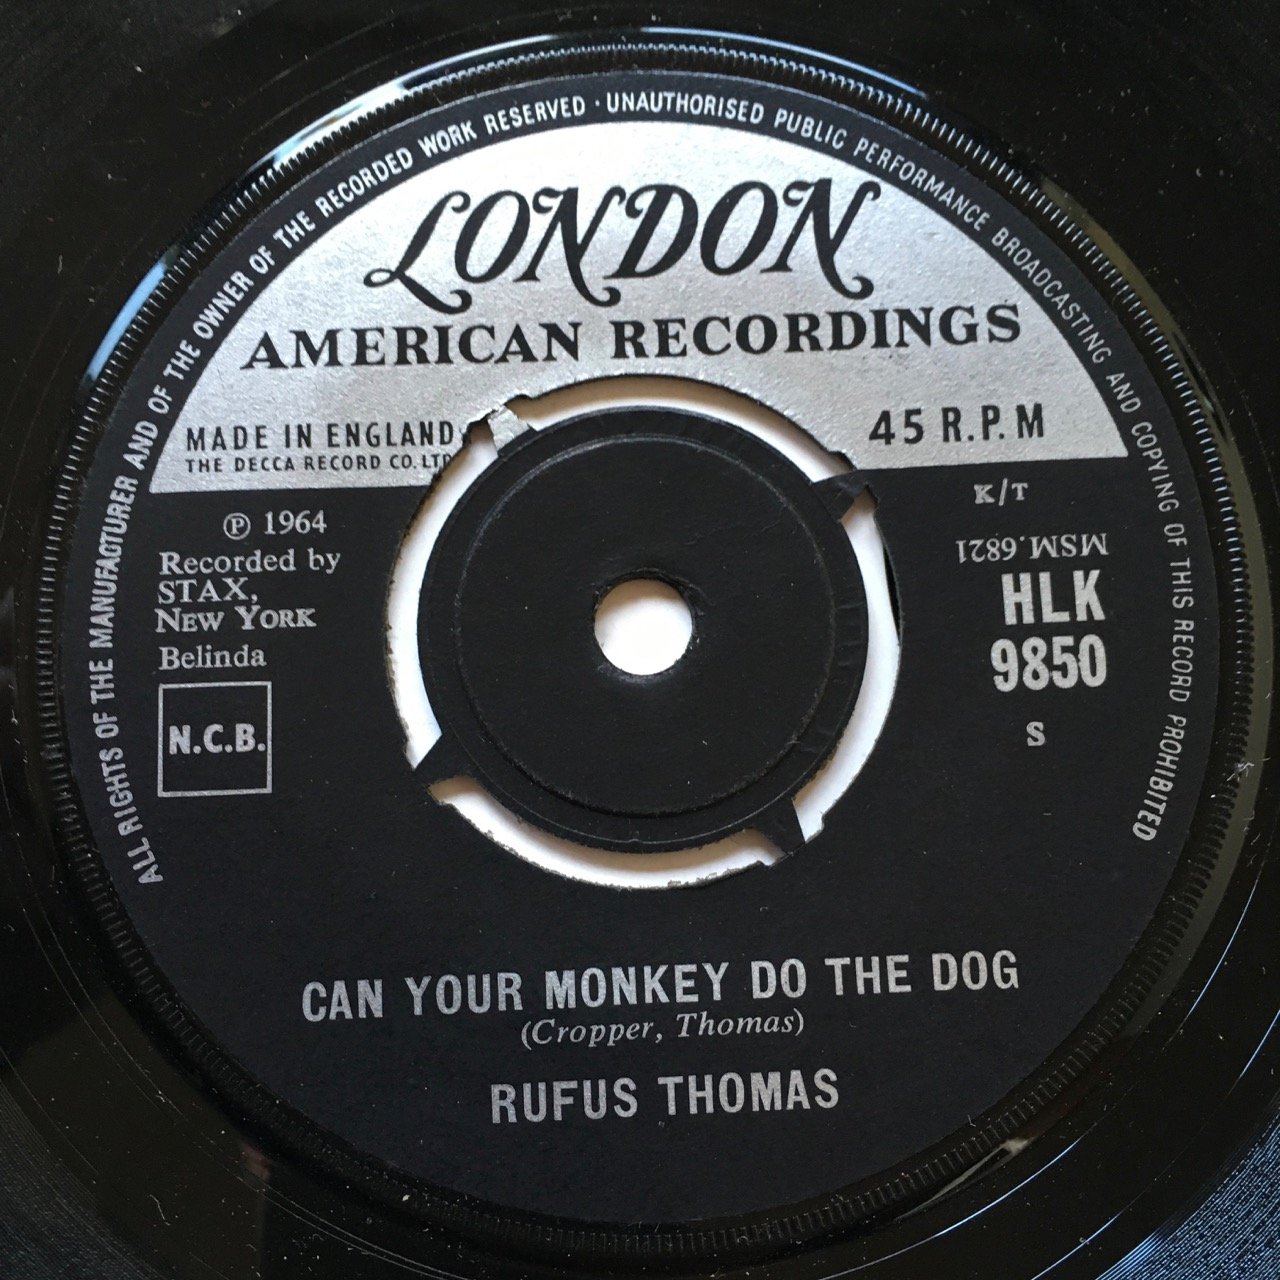 ALL RIGHTS OF THE MANUFACTURER AND OF THE OWNER OF THE RECORDED WORK RESERVED · UNAUTHORISED PUBLIC PERFORMANCE BROADCASTING AND COPYING OF THIS RECORD PROHIBITED
LONDON
AMERICAN RECORDINGS
MADE IN ENGLAND
THE DECCA RECORD CO. LTD
45 R.P.M
℗ 1964
Recorded by
STAX,
NEW YORK
Belinda
N.C.B.
K/T
MSM.6821
HLK
9850
S
CAN YOUR MONKEY DO THE DOG
(Cropper, Thomas)
RUFUS THOMAS